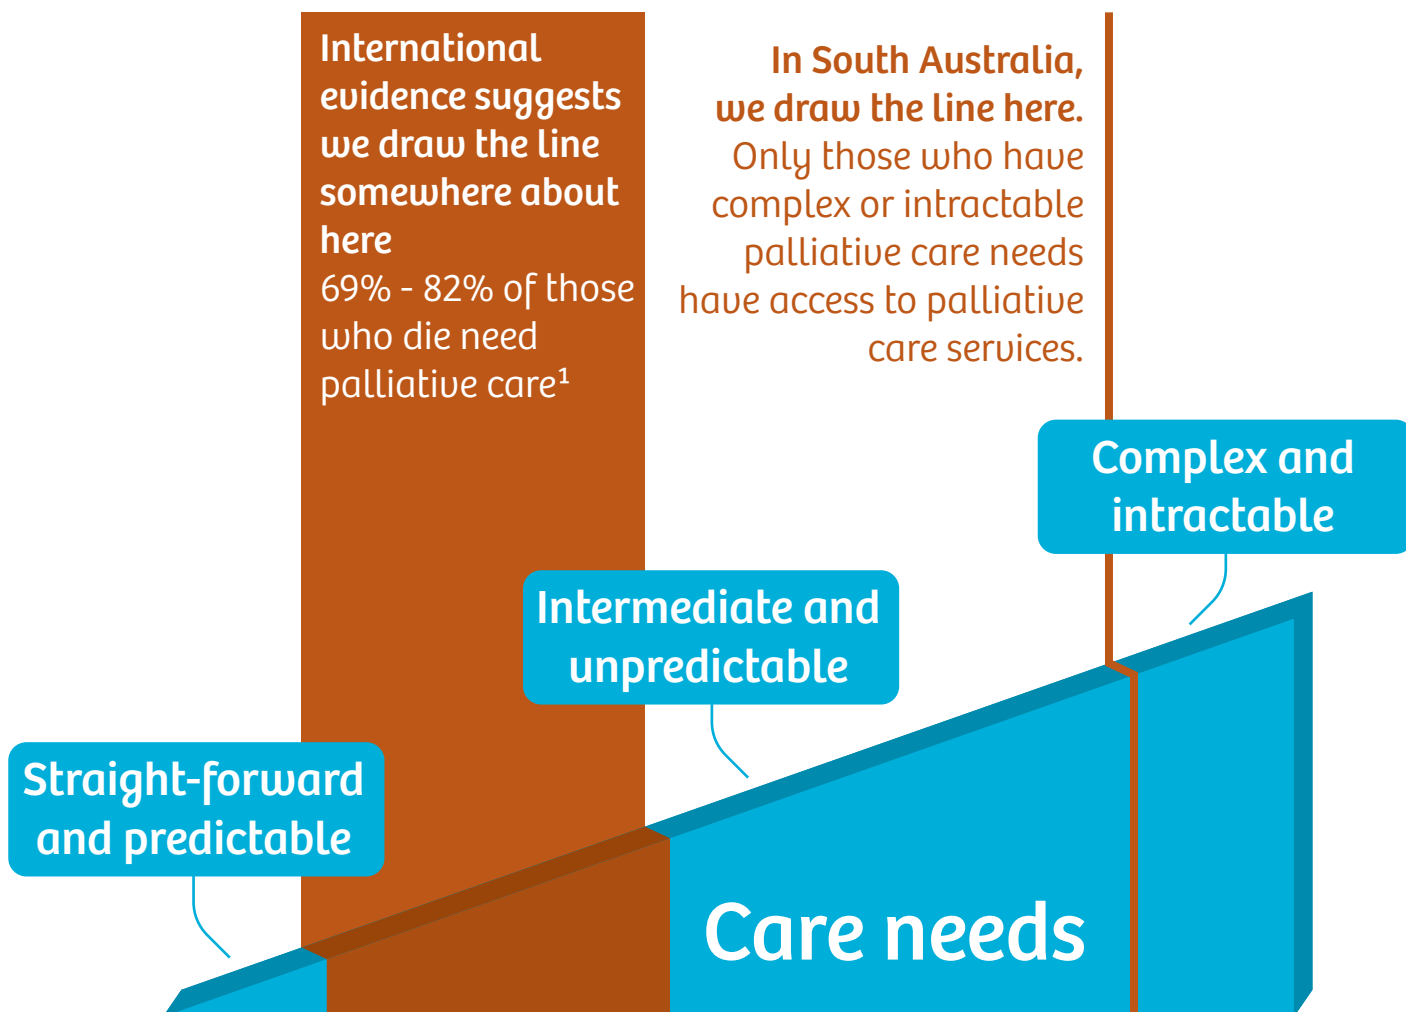 International
evidence suggests
we draw the line
somewhere about
here
69% - 82% of those
who die need
palliative care¹
In South Australia,
we draw the line here.
Only those who have
complex or intractable
palliative care needs
have access to palliative
care services.
Complex and
intractable
Intermediate and
unpredictable
Straight-forward
and predictable
Care needs